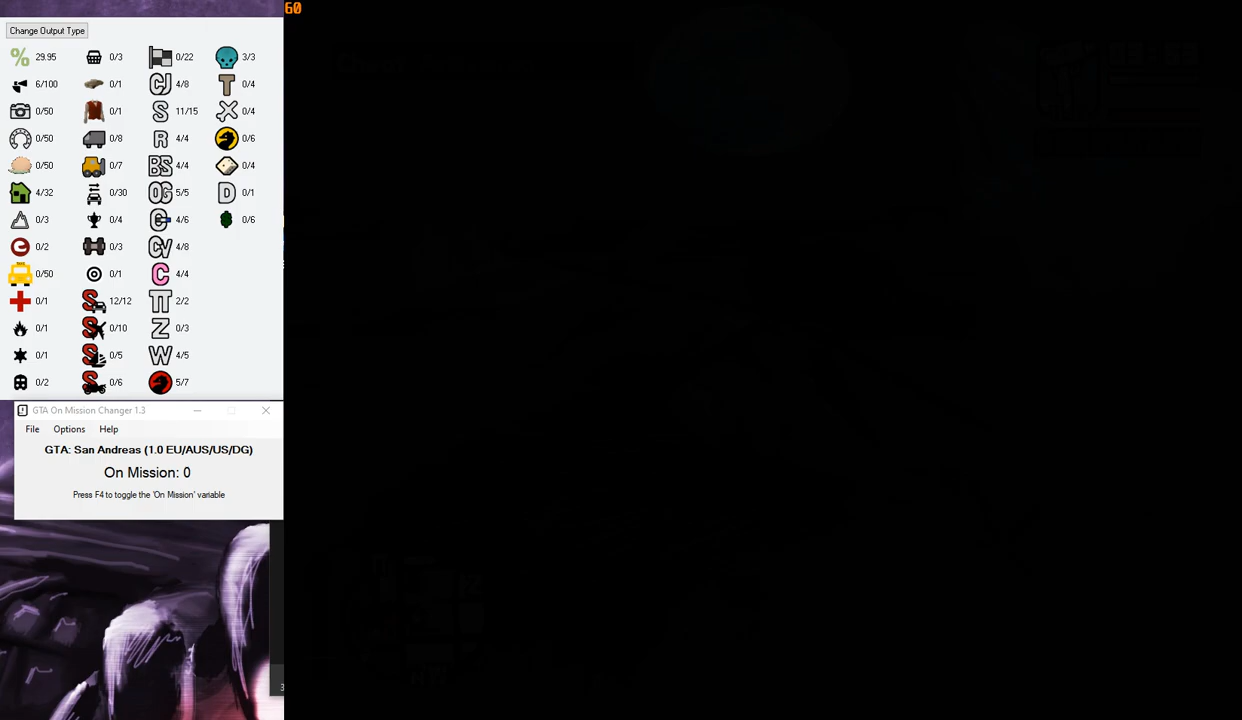 60
Change Output Type
29.95 0/3 0/22 3/3
6/100 0/1 CJ 4/8 T 0/4
0/50 0/1 S 11/15 0/4
0/50 0/8 R 4/4 0/6
0/50 0/7 BS 4/4 0/4
4/32 0/30 OG 5/5 D 0/1
0/3 0/4 C 4/6 0/6
0/2 0/3 CV 4/8
TAXI 0/50 0/1 C 4/4
0/1 S 12/12 2/2
0/1 S 0/10 Z 0/3
0/1 S 0/5 W 4/5
0/2 S 0/6 5/7
GTA On Mission Changer 1.3
File Options Help
GTA: San Andreas (1.0 EU/AUS/US/DG)
On Mission: 0
Press F4 to toggle the 'On Mission' variable
3